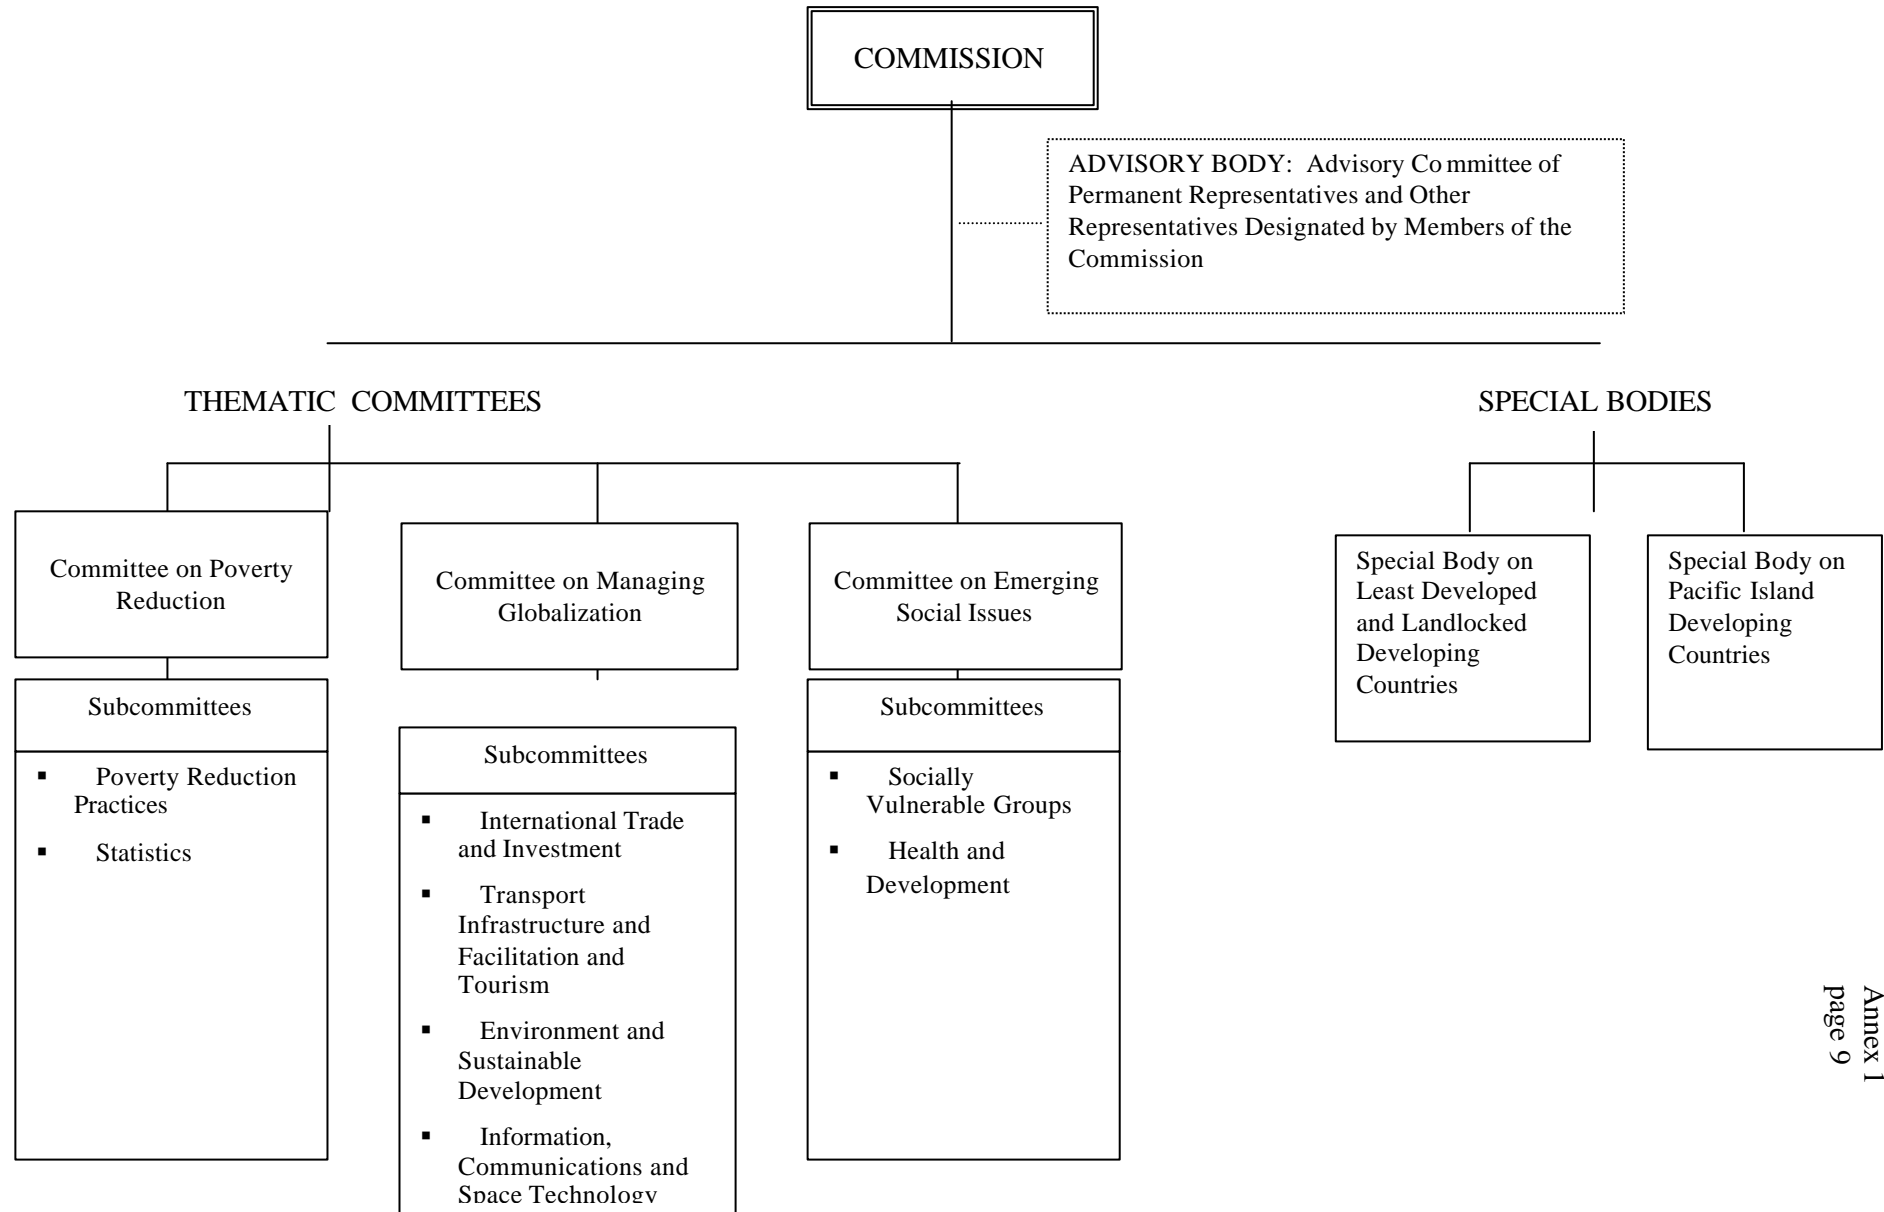 COMMISSION
ADVISORY BODY: Advisory Co mmittee of
Permanent Representatives and Other
Representatives Designated by Members of the
Commission
THEMATIC COMMITTEES
SPECIAL BODIES
Committee on Poverty
Reduction
Committee on Managing
Globalization
Committee on Emerging
Social Issues
Special Body on
Least Developed
and Landlocked
Developing
Countries
Special Body on
Pacific Island
Developing
Countries
Subcommittees
▪ Poverty Reduction
Practices
▪ Statistics
Subcommittees
▪ International Trade
and Investment
▪ Transport
Infrastructure and
Facilitation and
Tourism
▪ Environment and
Sustainable
Development
▪ Information,
Communications and
Space Technology
Subcommittees
▪ Socially
Vulnerable Groups
▪ Health and
Development
Annex 1
page 9